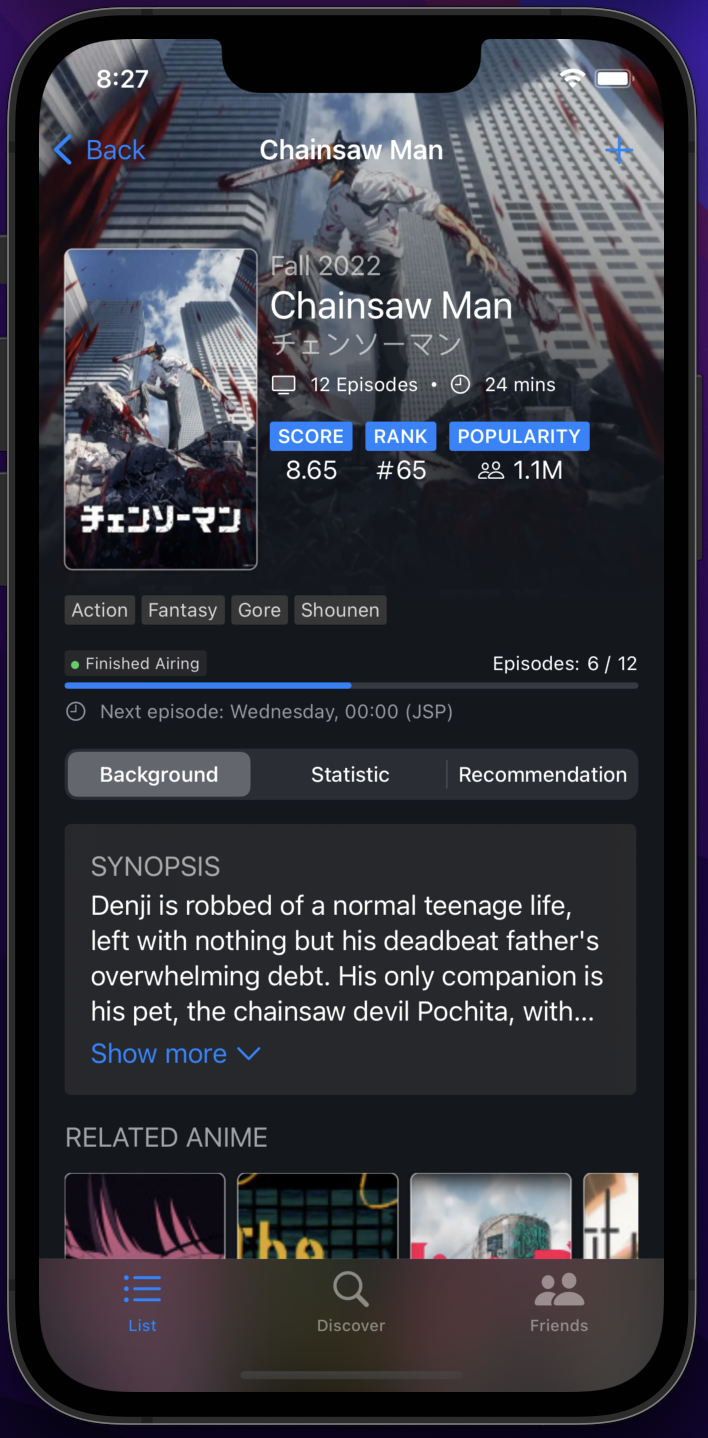 8:27
Back
Chainsaw Man
Fall 2022
Chainsaw Man
チェンソーマン
12 Episodes • 24 mins
SCORE RANK POPULARITY
8.65 #65 1.1M
チェンソーマン
Action Fantasy Gore Shounen
Finished Airing Episodes: 6 / 12
Next episode: Wednesday, 00:00 (JSP)
Background Statistic Recommendation
SYNOPSIS
Denji is robbed of a normal teenage life,
left with nothing but his deadbeat father's
overwhelming debt. His only companion is
his pet, the chainsaw devil Pochita, with...
Show more
RELATED ANIME
The
List Discover Friends